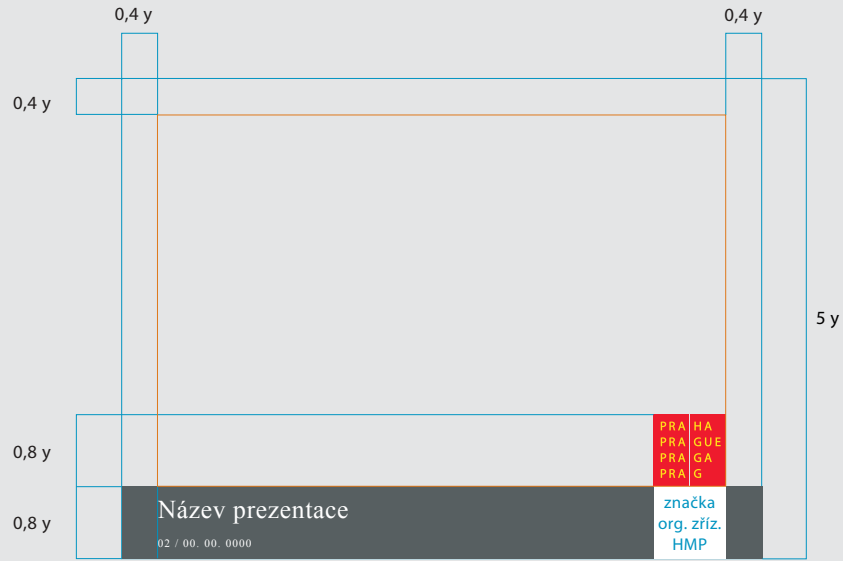 0,4 y
0,4 y
0,4 y
5 y
PRA HA
PRA GUE
PRA GA
PRA G
0,8 y
značka
org. zříz.
HMP
Název prezentace
0,8 y
02 / 00. 00. 0000